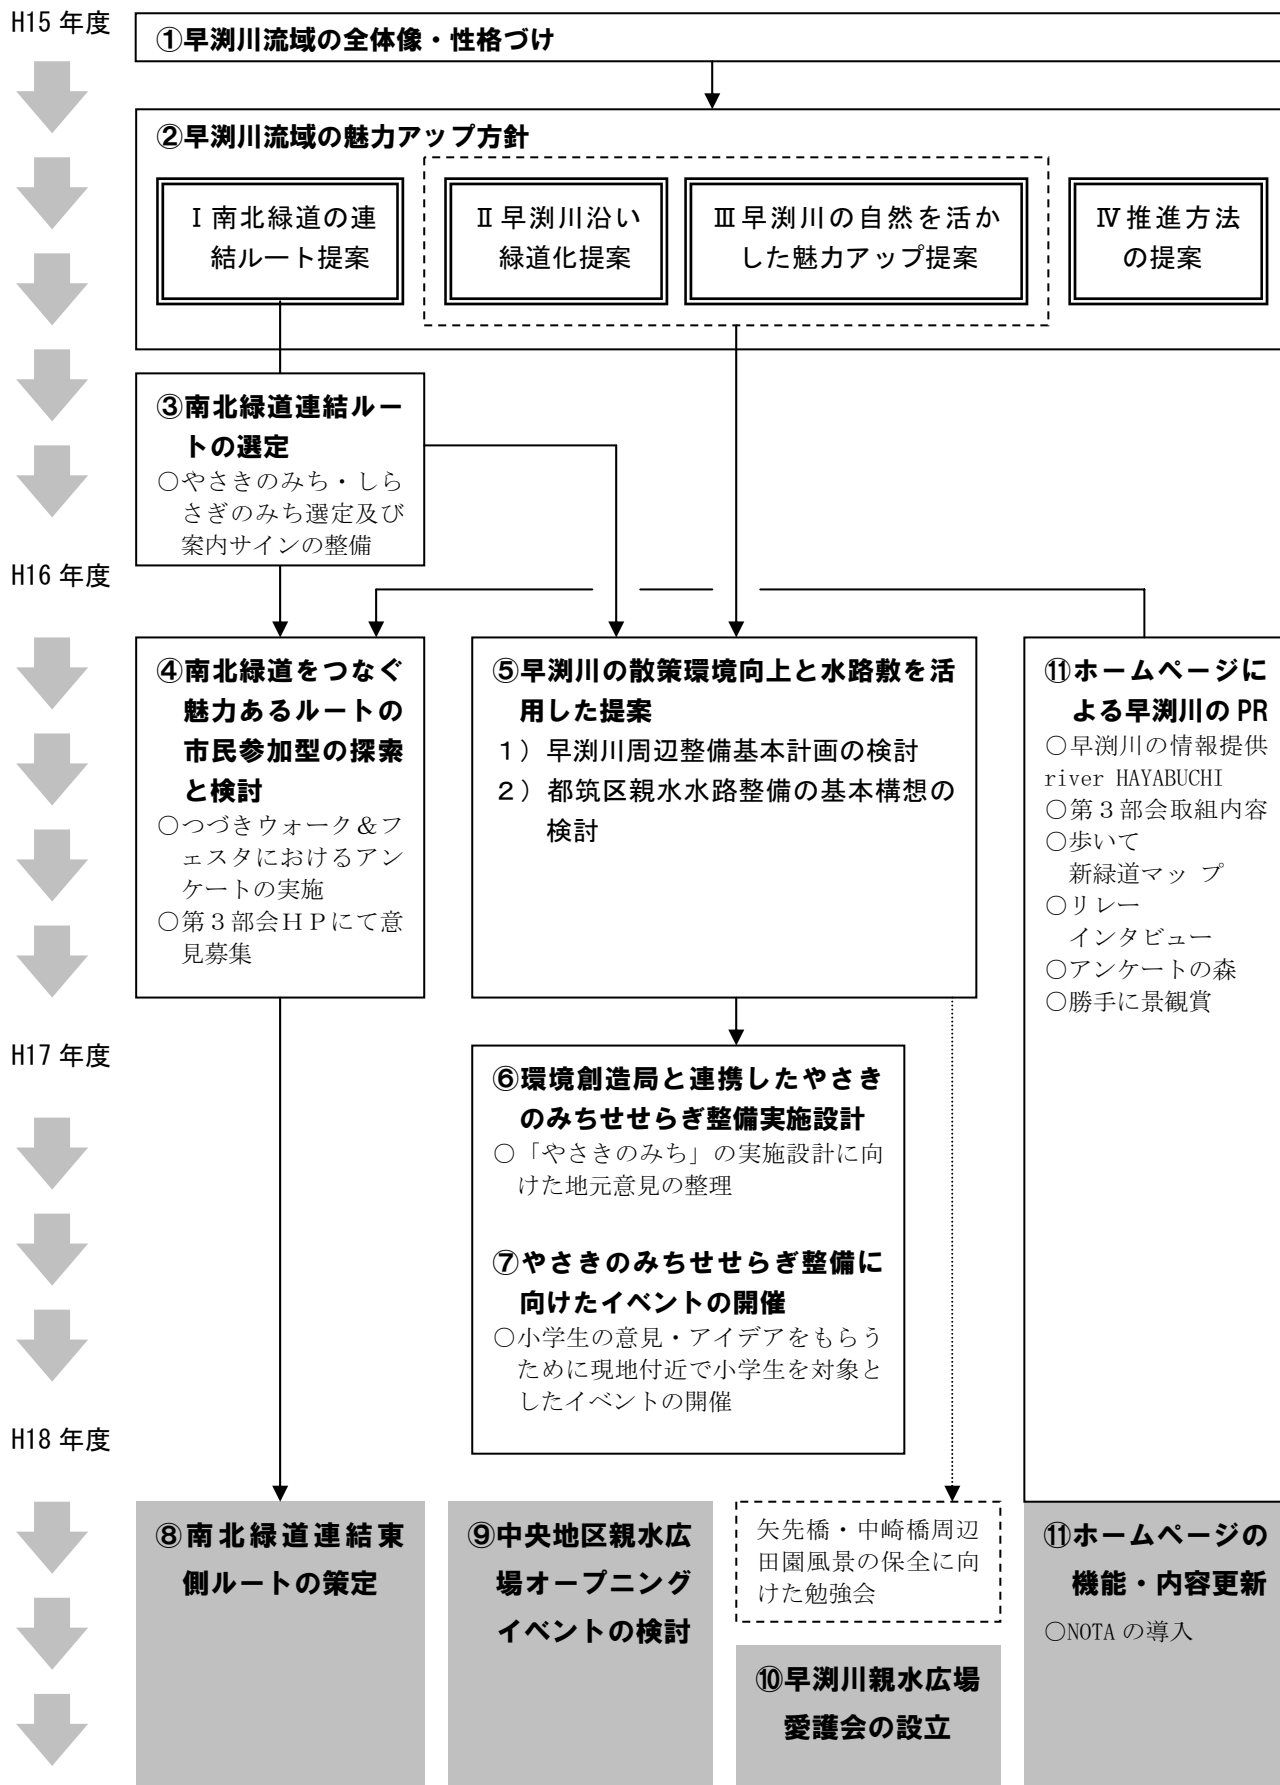 H15 年度
①早渕川流域の全体像・性格づけ
②早渕川流域の魅力アップ方針
Ⅰ南北緑道の連
結ルート提案
Ⅱ早渕川沿い
緑道化提案
Ⅲ早渕川の自然を活か
した魅力アップ提案
Ⅳ推進方法
の提案
③南北緑道連結ルー
トの選定
○やさきのみち・しら
さぎのみち選定及び
案内サインの整備
H16 年度
④南北緑道をつなぐ
魅力あるルートの
市民参加型の探索
と検討
○つづきウォーク＆フ
ェスタにおけるアン
ケートの実施
○第３部会ＨＰにて意
見募集
⑤早渕川の散策環境向上と水路敷を活
用した提案
１）早渕川周辺整備基本計画の検討
２）都筑区親水水路整備の基本構想の
検討
⑪ホームページに
よる早渕川の PR
○早渕川の情報提供
river HAYABUCHI
○第３部会取組内容
○歩いて
新緑道マッ プ
○リレー
インタビュー
○アンケートの森
○勝手に景観賞
H17 年度
⑥環境創造局と連携したやさき
のみちせせらぎ整備実施設計
○「やさきのみち」の実施設計に向
けた地元意見の整理
⑦やさきのみちせせらぎ整備に
向けたイベントの開催
○小学生の意見・アイデアをもらう
ために現地付近で小学生を対象と
したイベントの開催
H18 年度
⑧南北緑道連結東
側ルートの策定
⑨中央地区親水広
場オープニング
イベントの検討
矢先橋・中崎橋周辺
田園風景の保全に向
けた勉強会
⑩早渕川親水広場
愛護会の設立
⑪ホームページの
機能・内容更新
○NOTA の導入